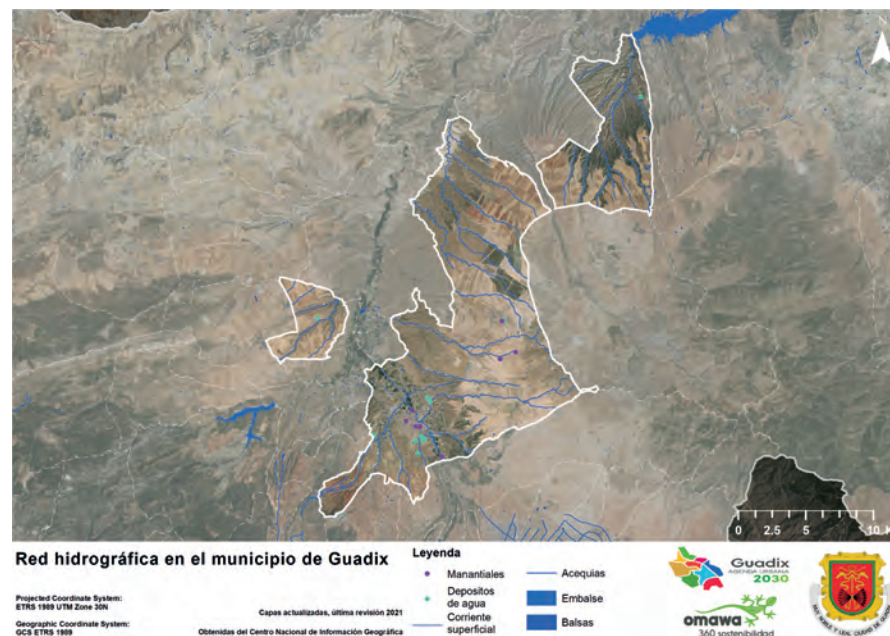 0 2,5 5 10 K
Red hidrográfica en el municipio de Guadix
Projected Coordinate System:
ETRS 1989 UTM Zone 30N
Geographic Coordinate System:
GCS ETRS 1989
Capas actualizadas, última revisión 2021
Obtenidas del Centro Nacional de Información Geográfica
Leyenda
Manantiales
Depositos
de agua
Corriente
superficial
Acequias
Embalse
Balsas
Guadix
AGENDA URBANA
2030
omawa
360 sostenibilidad